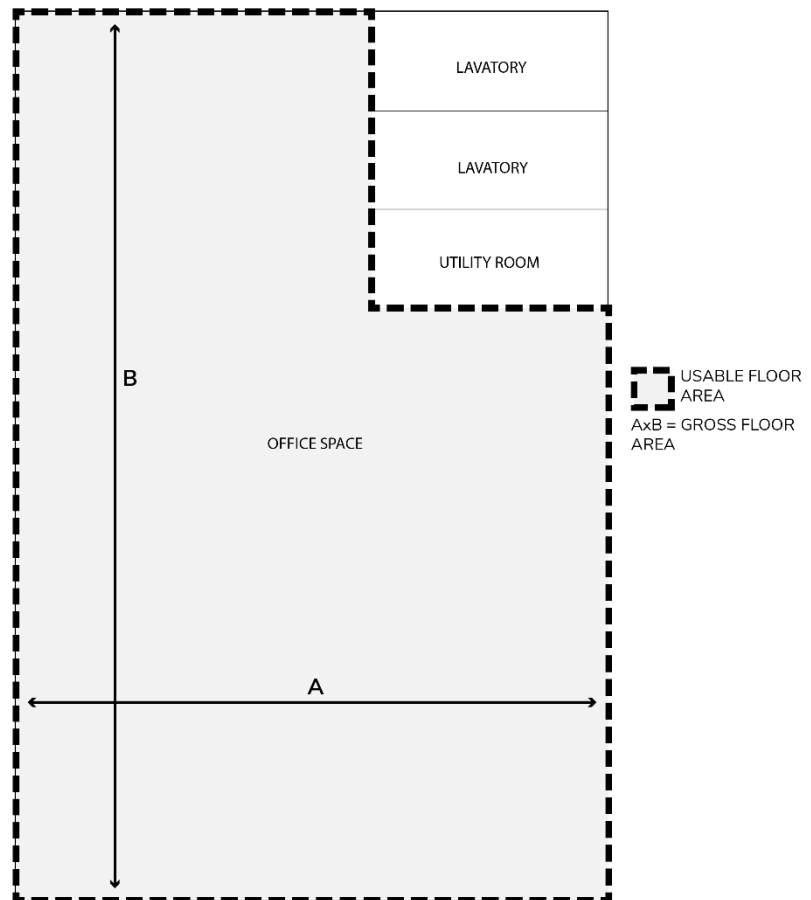 LAVATORY
LAVATORY
UTILITY ROOM
B
USABLE FLOOR
AREA
AxB = GROSS FLOOR
AREA
OFFICE SPACE
A